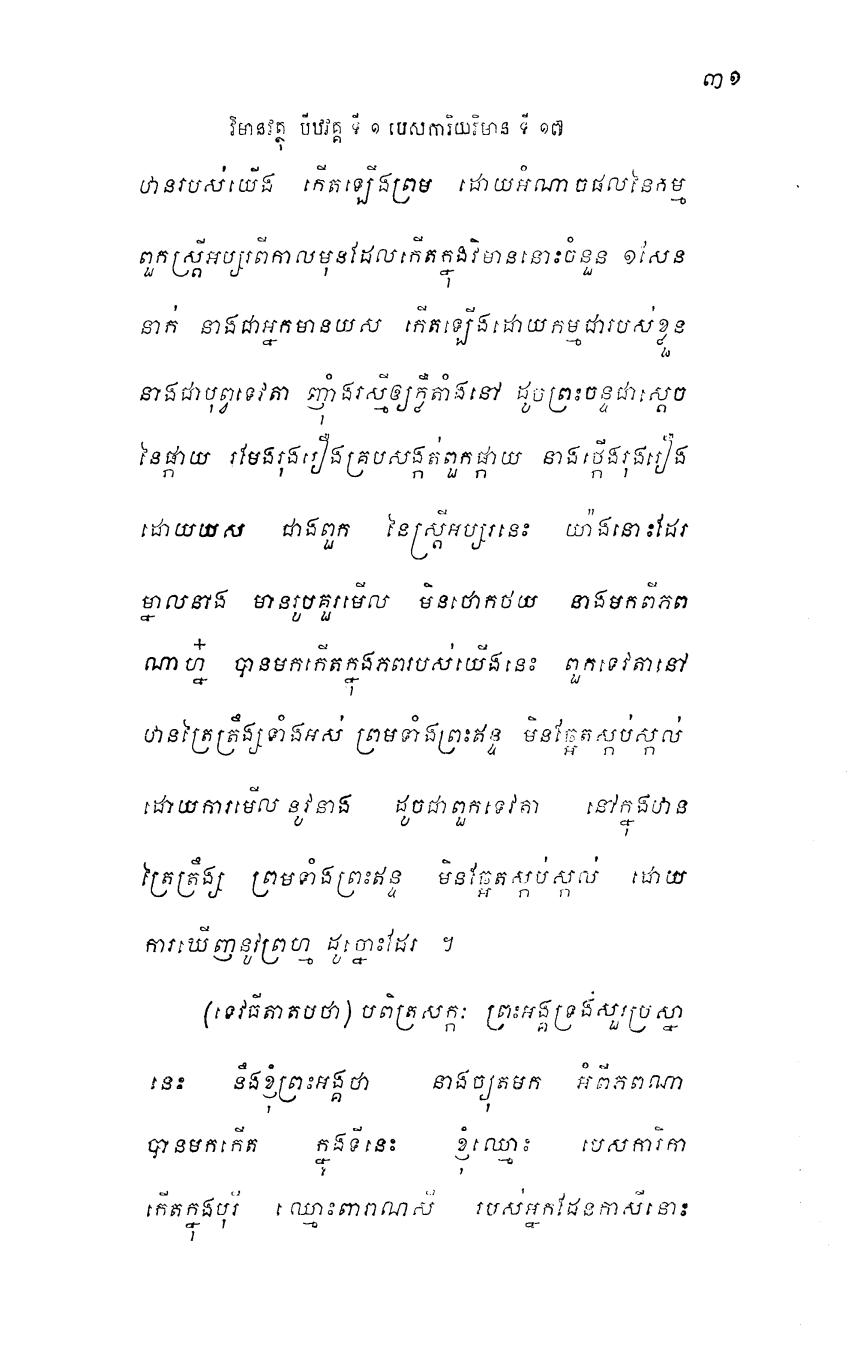 ៣១
វិមានវត្ថុ បីឋវគ្គ ទី ១ បេសការិយវិមាន ទី ១៧
ឋានរបស់យើង កើតឡើងព្រម ដោយអំណាចផលនៃកម្ម
ពួកស្រ្តីអប្សរពីកាលមុនដែលកើតក្នុងវិមាននោះចំនួន ១សែន
នាក់ នាងជាអ្នកមានយស កើតឡើងដោយកម្មជារបស់ខ្លួន
នាងជាបុព្វទេវតា ញុំាងរស្មីឲ្យភ្លឺតាំងនៅ ដូចព្រះចន្ទជាស្តេច
នៃផ្កាយ រមែងរុងរឿងគ្របសង្កត់ពួកផ្កាយ នាងថ្កើងរុងរឿង
ដោយយស ជាងពួក នៃស្រ្តីអប្សរនេះ យ៉ាងនោះដែរ
ម្នាលនាង មានរូបគួរមើល មិនថោកថយ នាងមកពីភព
ណាហ្ន៎ បានមកកើតក្នុងភពរបស់យើងនេះ ពួកទេវតានៅ
ឋានត្រៃត្រឹង្សទាំងអស់ ព្រមទាំងព្រះឥន្ទ មិនឆ្អែតស្កប់ស្កល់
ដោយការមើល នូវនាង ដូចជាពួកទេវតា នៅក្នុងឋាន
ត្រៃត្រឹង្ស ព្រមទាំងព្រះឥន្ទ មិនឆ្អែតស្កប់ស្កល់ ដោយ
ការឃើញនូវព្រហ្ម ដូច្នោះដែរ ។
(ទេវធីតាតបថា) បពិត្រសក្កៈ ព្រះអង្គទ្រង់សួរប្រស្នា
នេះ នឹងខ្ញុំព្រះអង្គថា នាងច្យុតមក អំពីភពណា
បានមកកើត ក្នុងទីនេះ ខ្ញុំឈ្មោះ បេសការិកា
កើតក្នុងបុរី ឈ្មោះពារាណសី របស់អ្នកដែនកាសីនោះ